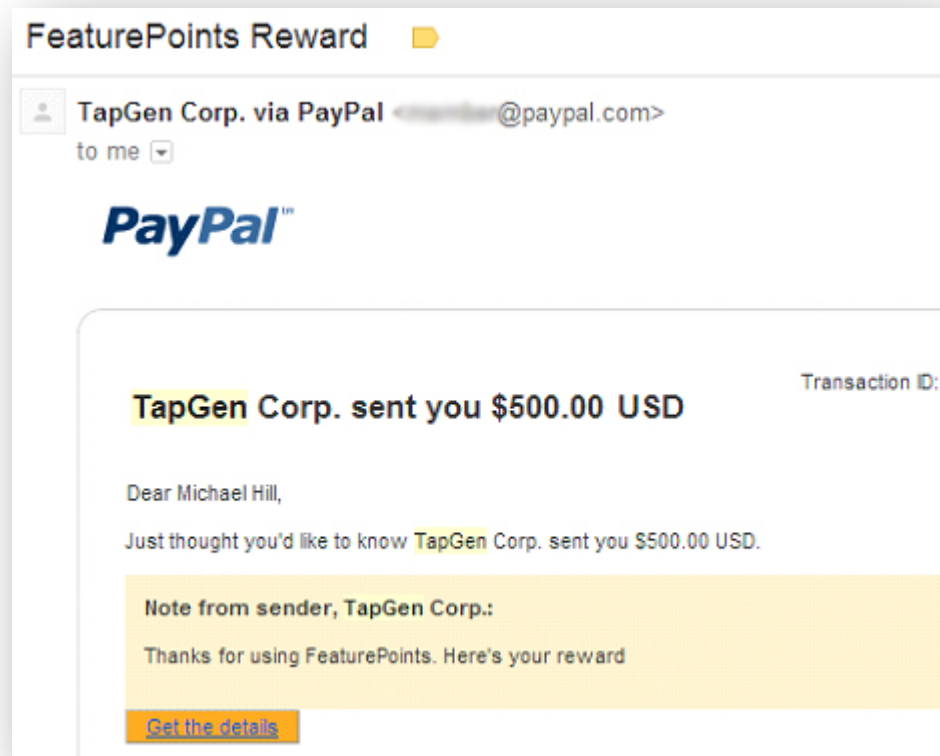 FeaturePoints Reward
TapGen Corp. via PayPal < @paypal.com>
to me
PayPal™
Transaction ID:
TapGen Corp. sent you $500.00 USD
Dear Michael Hill,
Just thought you'd like to know TapGen Corp. sent you $500.00 USD.
Note from sender, TapGen Corp.:
Thanks for using FeaturePoints. Here's your reward
Get the details